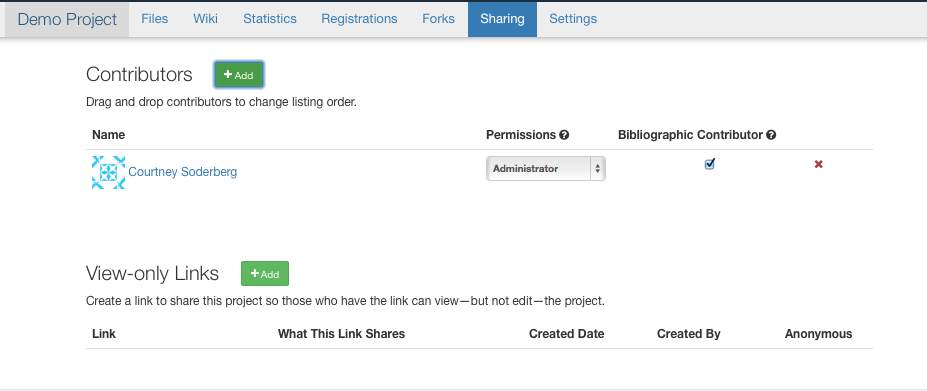 Demo Project Files Wiki Statistics Registrations Forks Sharing Settings
Contributors + Add
Drag and drop contributors to change listing order.
Name Permissions Bibliographic Contributor
Courtney Soderberg Administrator
View-only Links + Add
Create a link to share this project so those who have the link can view—but not edit—the project.
Link What This Link Shares Created Date Created By Anonymous